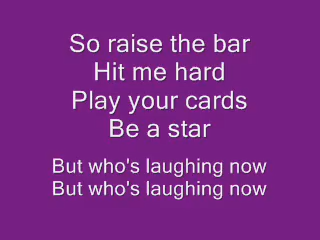 So raise the bar
Hit me hard
Play your cards
Be a star
But who's laughing now
But who's laughing now